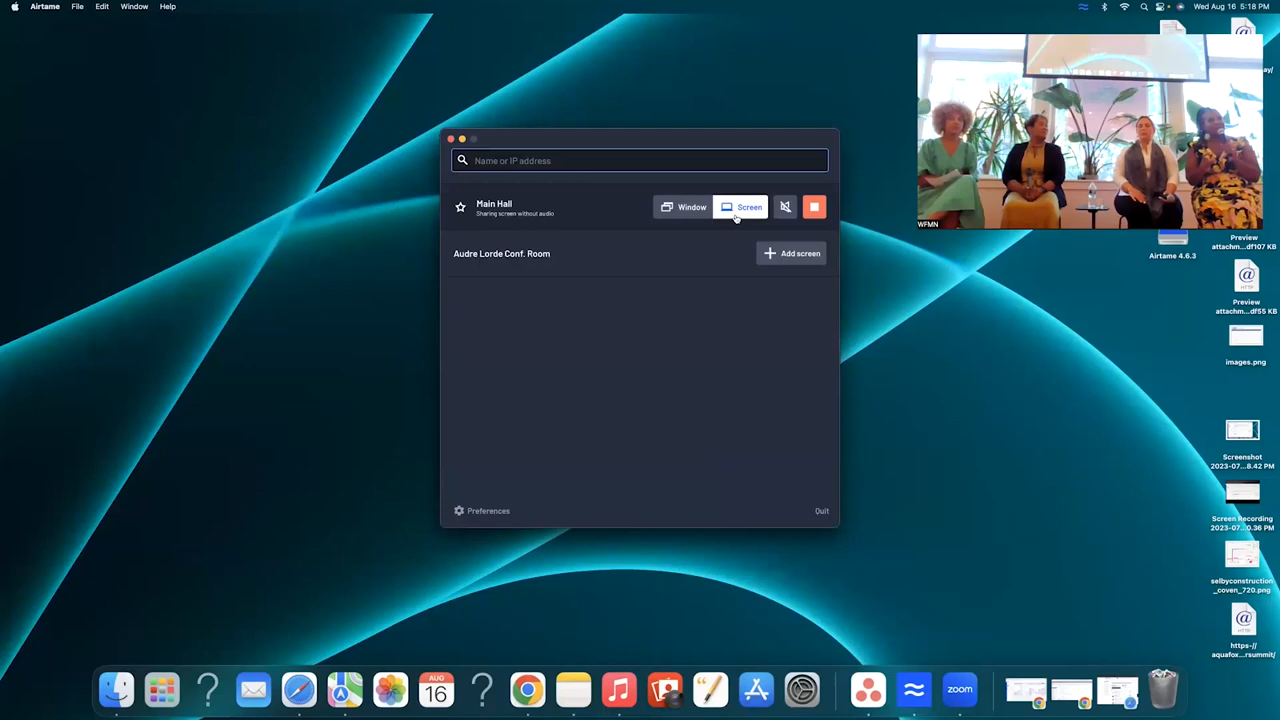 Airtame File Edit Window Help
Wed Aug 16 5:18 PM
WFMN
Name or IP address
Main Hall
Sharing screen without audio
Window
Screen
Audre Lorde Conf. Room
Add screen
Preferences
Quit
Airtame 4.6.3
Preview
attachm...df107 KB
HTTP
Preview
attachm...df55 KB
images.png
Screenshot
2023-07...8.42 PM
Screen Recording
2023-07...0.36 PM
selbyconstruction
_coven_720.png
HTTP
https-//
aquafox...rsummit/
AUG
16
zoom